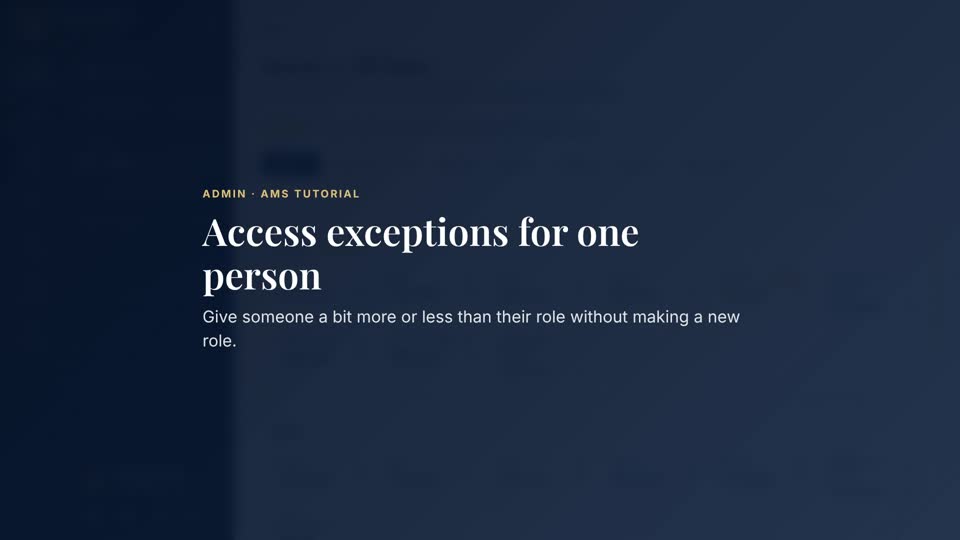 ADMIN · AMS TUTORIAL
Access exceptions for one
person
Give someone a bit more or less than their role without making a new
role.